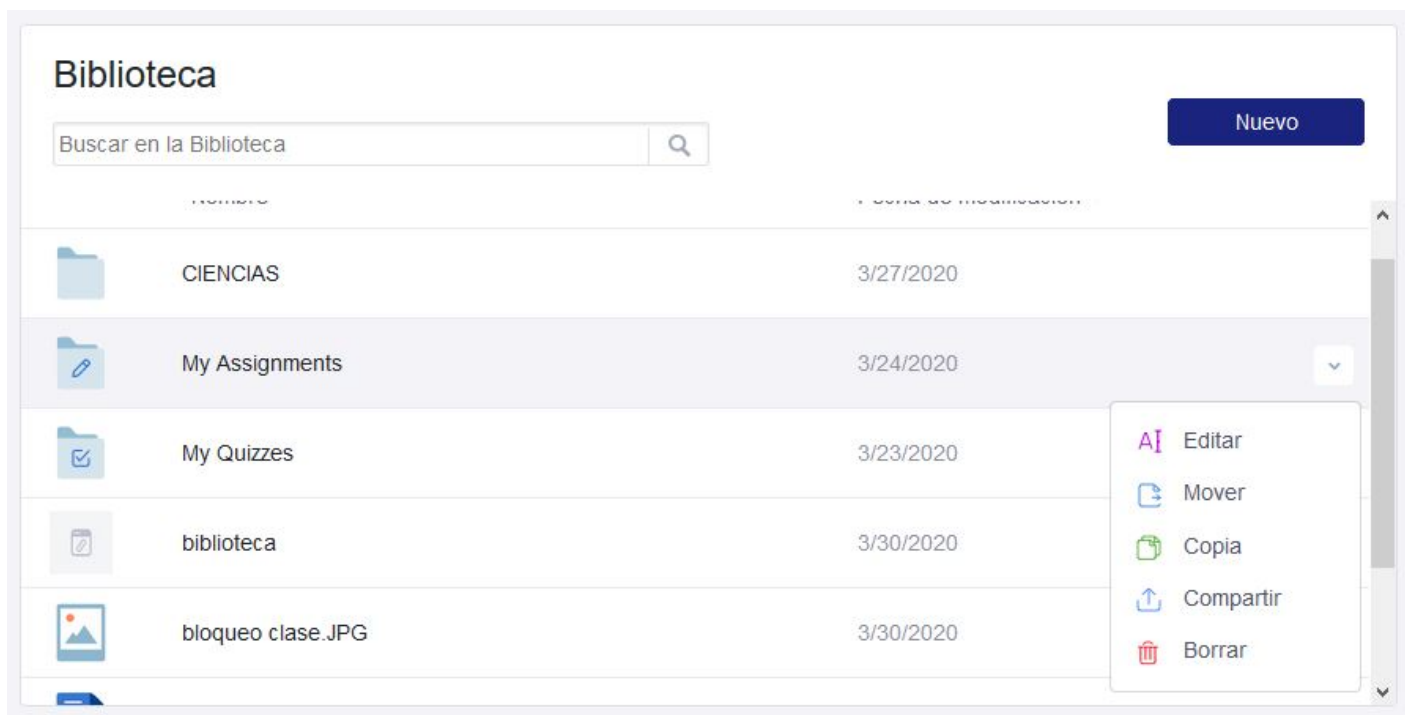 Biblioteca
Nuevo
Buscar en la Biblioteca
CIENCIAS 3/27/2020
My Assignments 3/24/2020
My Quizzes 3/23/2020
biblioteca 3/30/2020
bloqueo clase.JPG 3/30/2020
Editar
Mover
Copia
Compartir
Borrar